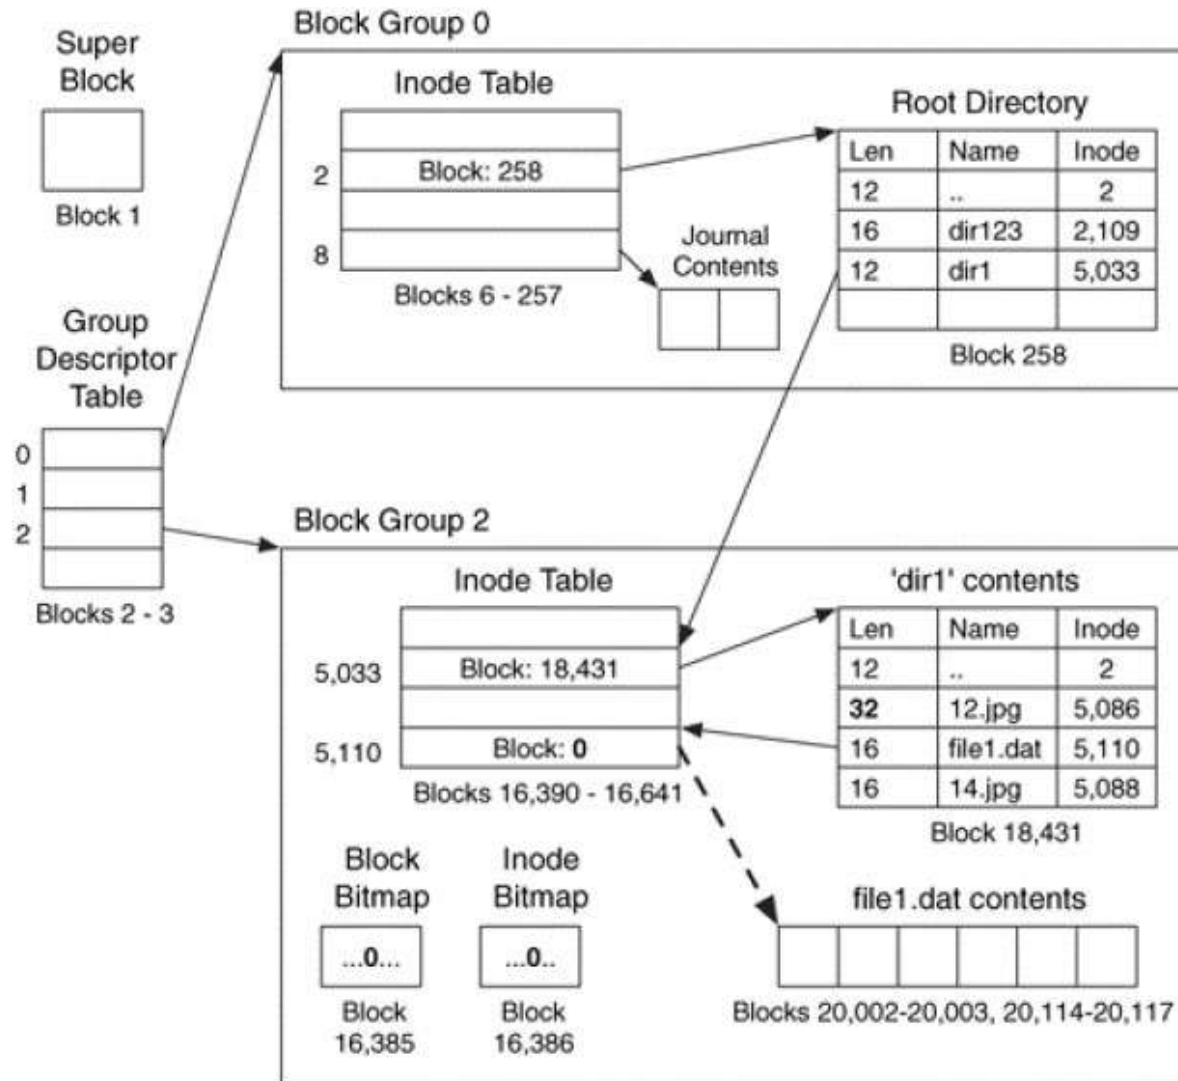 Block Group 0
Super
Block
Block 1
Inode Table
2 Block: 258
8
Blocks 6 - 257
Journal
Contents
Root Directory
Len Name Inode
12 .. 2
16 dir123 2,109
12 dir1 5,033
Block 258
Group
Descriptor
Table
0
1
2
Blocks 2 - 3
Block Group 2
Inode Table
5,033 Block: 18,431
5,110 Block: 0
Blocks 16,390 - 16,641
'dir1' contents
Len Name Inode
12 .. 2
32 12.jpg 5,086
16 file1.dat 5,110
16 14.jpg 5,088
Block 18,431
Block
Bitmap
...0...
Block
16,385
Inode
Bitmap
...0..
Block
16,386
file1.dat contents
Blocks 20,002-20,003, 20,114-20,117